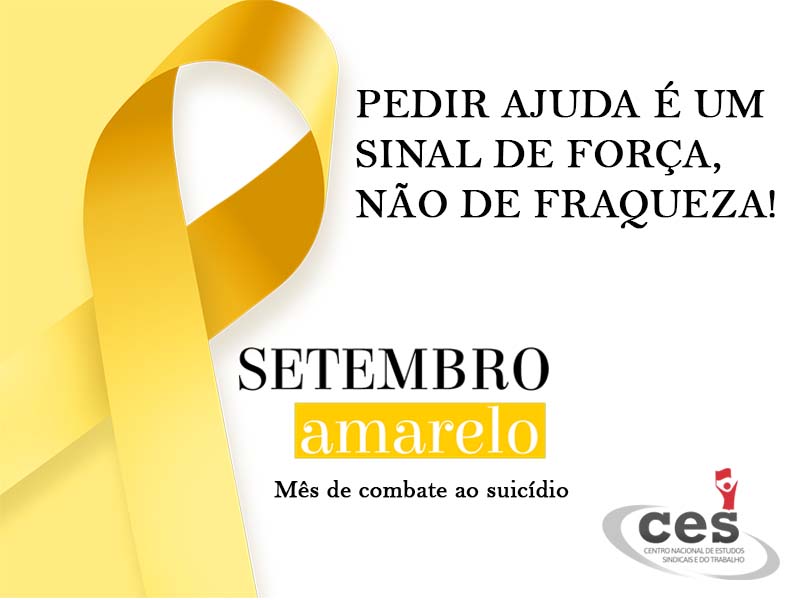 PEDIR AJUDA É UM
SINAL DE FORÇA,
NÃO DE FRAQUEZA!
SETEMBRO
amarelo
Mês de combate ao suicídio
ces
CENTRO NACIONAL DE ESTUDOS
SINDICAIS E DO TRABALHO